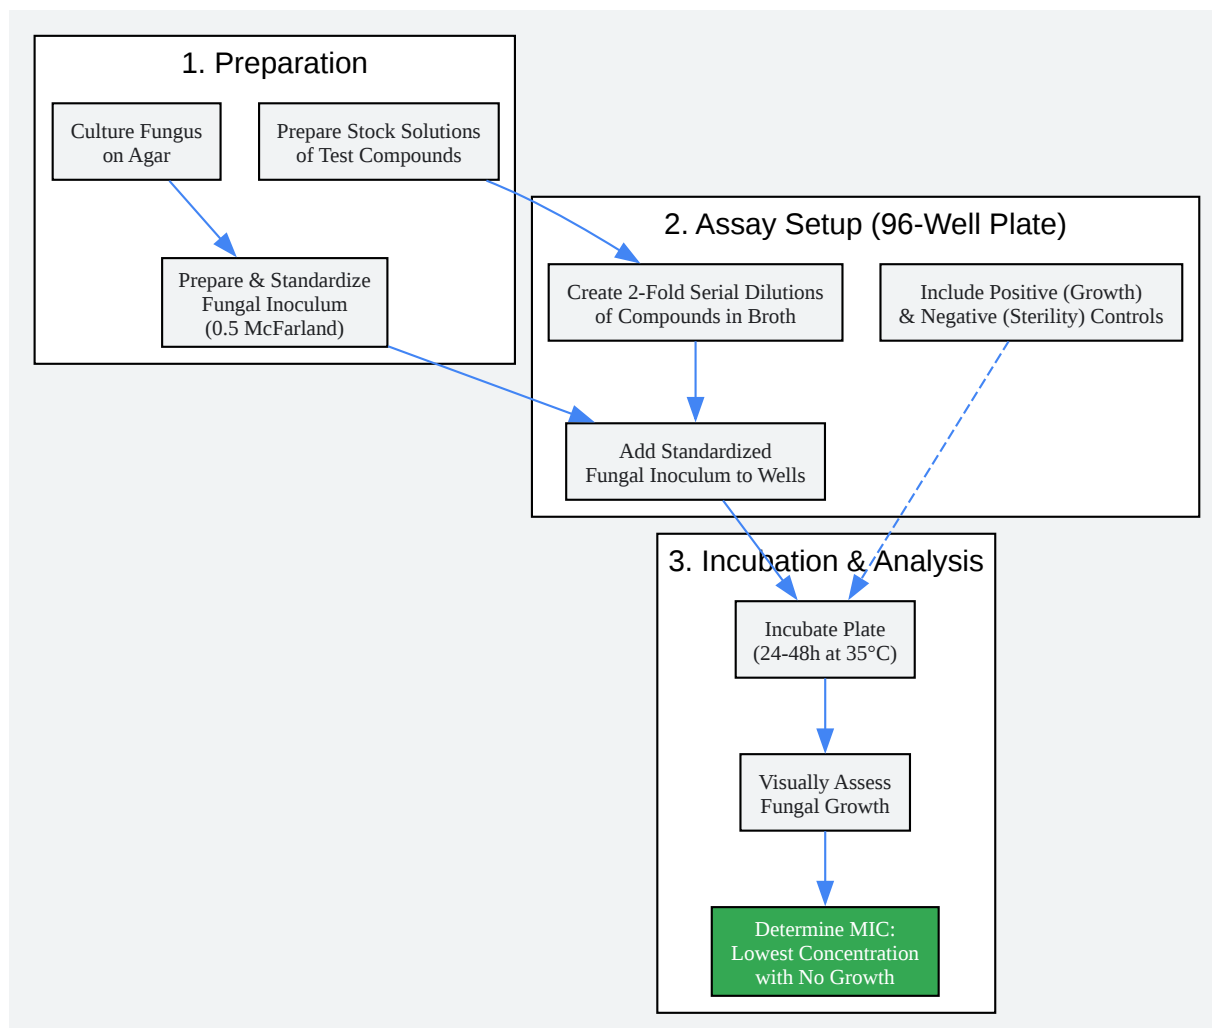 1. Preparation
Culture Fungus
on Agar
Prepare Stock Solutions
of Test Compounds
Prepare & Standardize
Fungal Inoculum
(0.5 McFarland)
2. Assay Setup (96-Well Plate)
Create 2-Fold Serial Dilutions
of Compounds in Broth
Include Positive (Growth)
& Negative (Sterility) Controls
Add Standardized
Fungal Inoculum to Wells
3. Incubation & Analysis
Incubate Plate
(24-48h at 35°C)
Visually Assess
Fungal Growth
Determine MIC:
Lowest Concentration
with No Growth